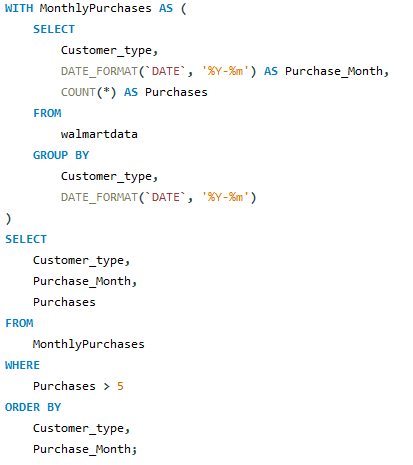 WITH MonthlyPurchases AS (
    SELECT
        Customer_type,
        DATE_FORMAT(`DATE`, '%Y-%m') AS Purchase_Month,
        COUNT(*) AS Purchases
    FROM
        walmartdata
    GROUP BY
        Customer_type,
        DATE_FORMAT(`DATE`, '%Y-%m')
)
SELECT
    Customer_type,
    Purchase_Month,
    Purchases
FROM
    MonthlyPurchases
WHERE
    Purchases > 5
ORDER BY
    Customer_type,
    Purchase_Month;